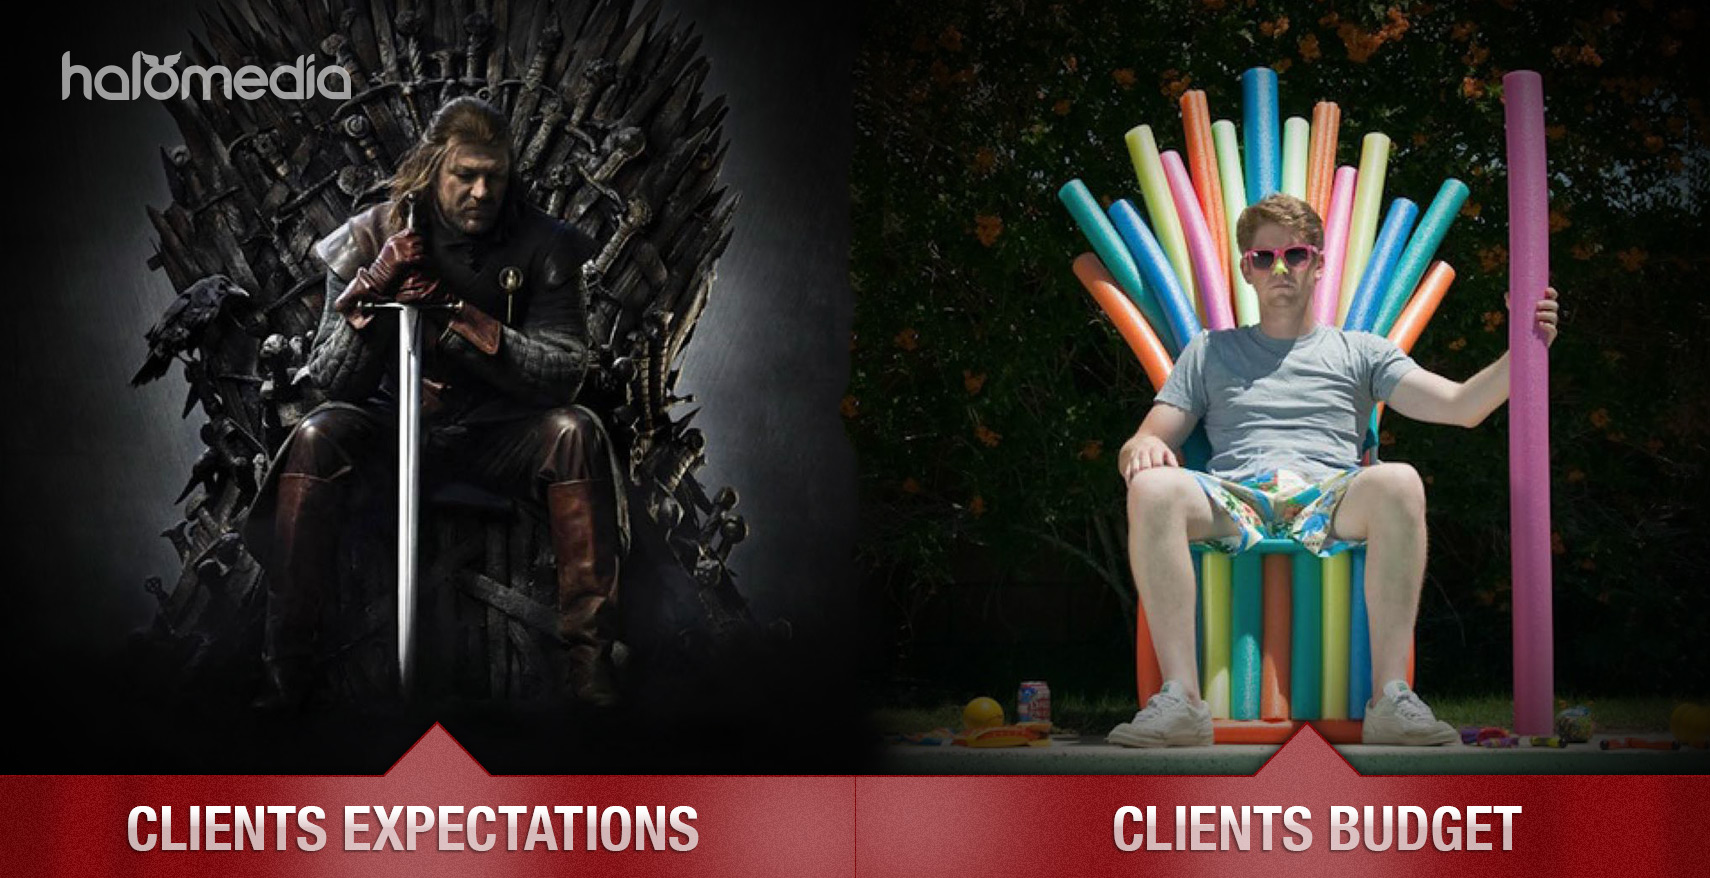 halomedia
CLIENTS EXPECTATIONS
CLIENTS BUDGET